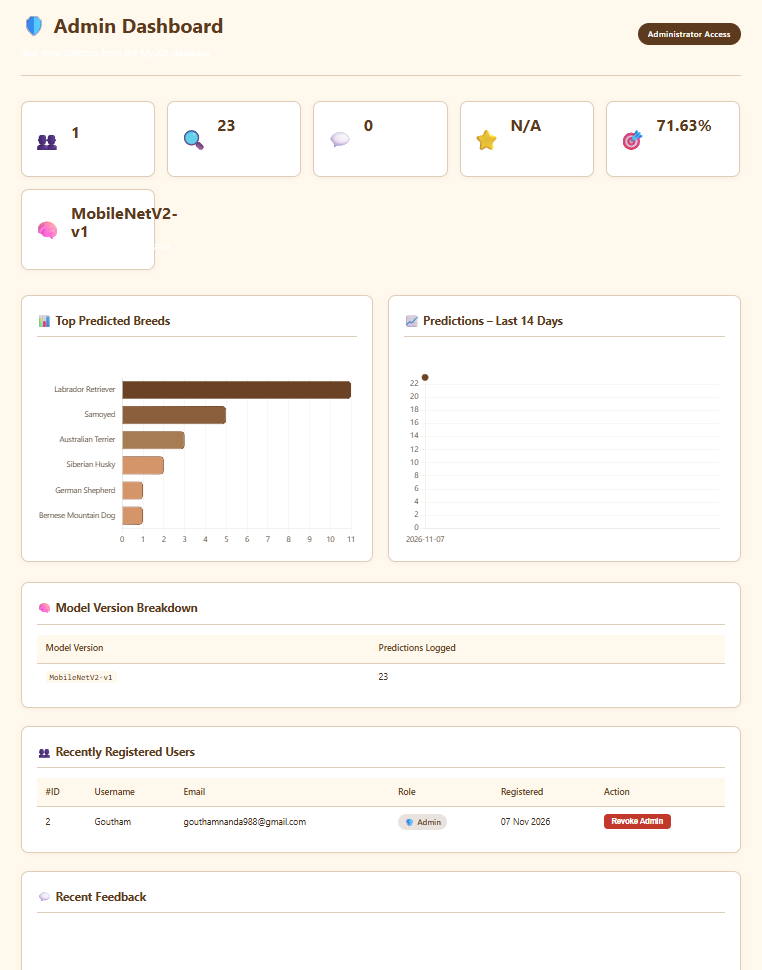 Admin Dashboard
Administrator Access
1
23
0
N/A
71.63%
MobileNetV2-
v1
Top Predicted Breeds
Labrador Retriever
Samoyed
Australian Terrier
Siberian Husky
German Shepherd
Bernese Mountain Dog
0 1 2 3 4 5 6 7 8 9 10 11
Predictions – Last 14 Days
22
20
18
16
14
12
10
8
6
4
2
0
2026-11-07
Model Version Breakdown
Model Version Predictions Logged
MobileNetV2-v1 23
Recently Registered Users
#ID Username Email Role Registered Action
2 Goutham gouthamnanda988@gmail.com Admin 07 Nov 2026 Revoke Admin
Recent Feedback